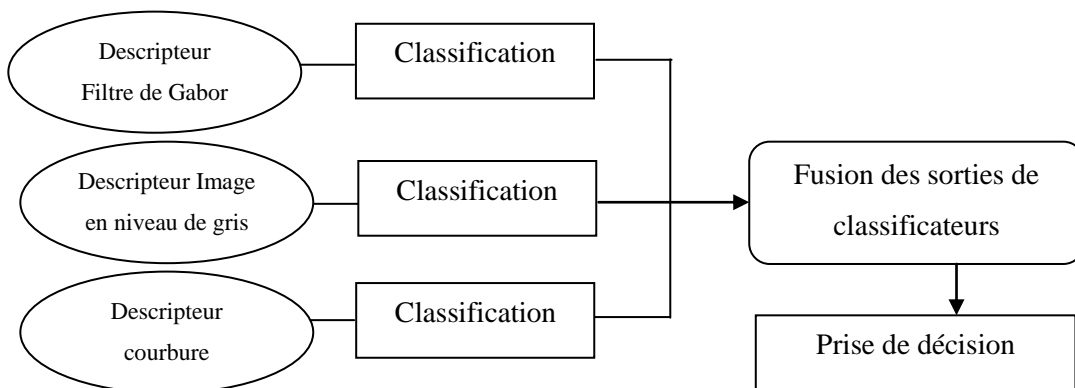 Descripteur
Filtre de Gabor
Classification
Descripteur Image
en niveau de gris
Classification
Descripteur
courbure
Classification
Fusion des sorties de
classificateurs
Prise de décision